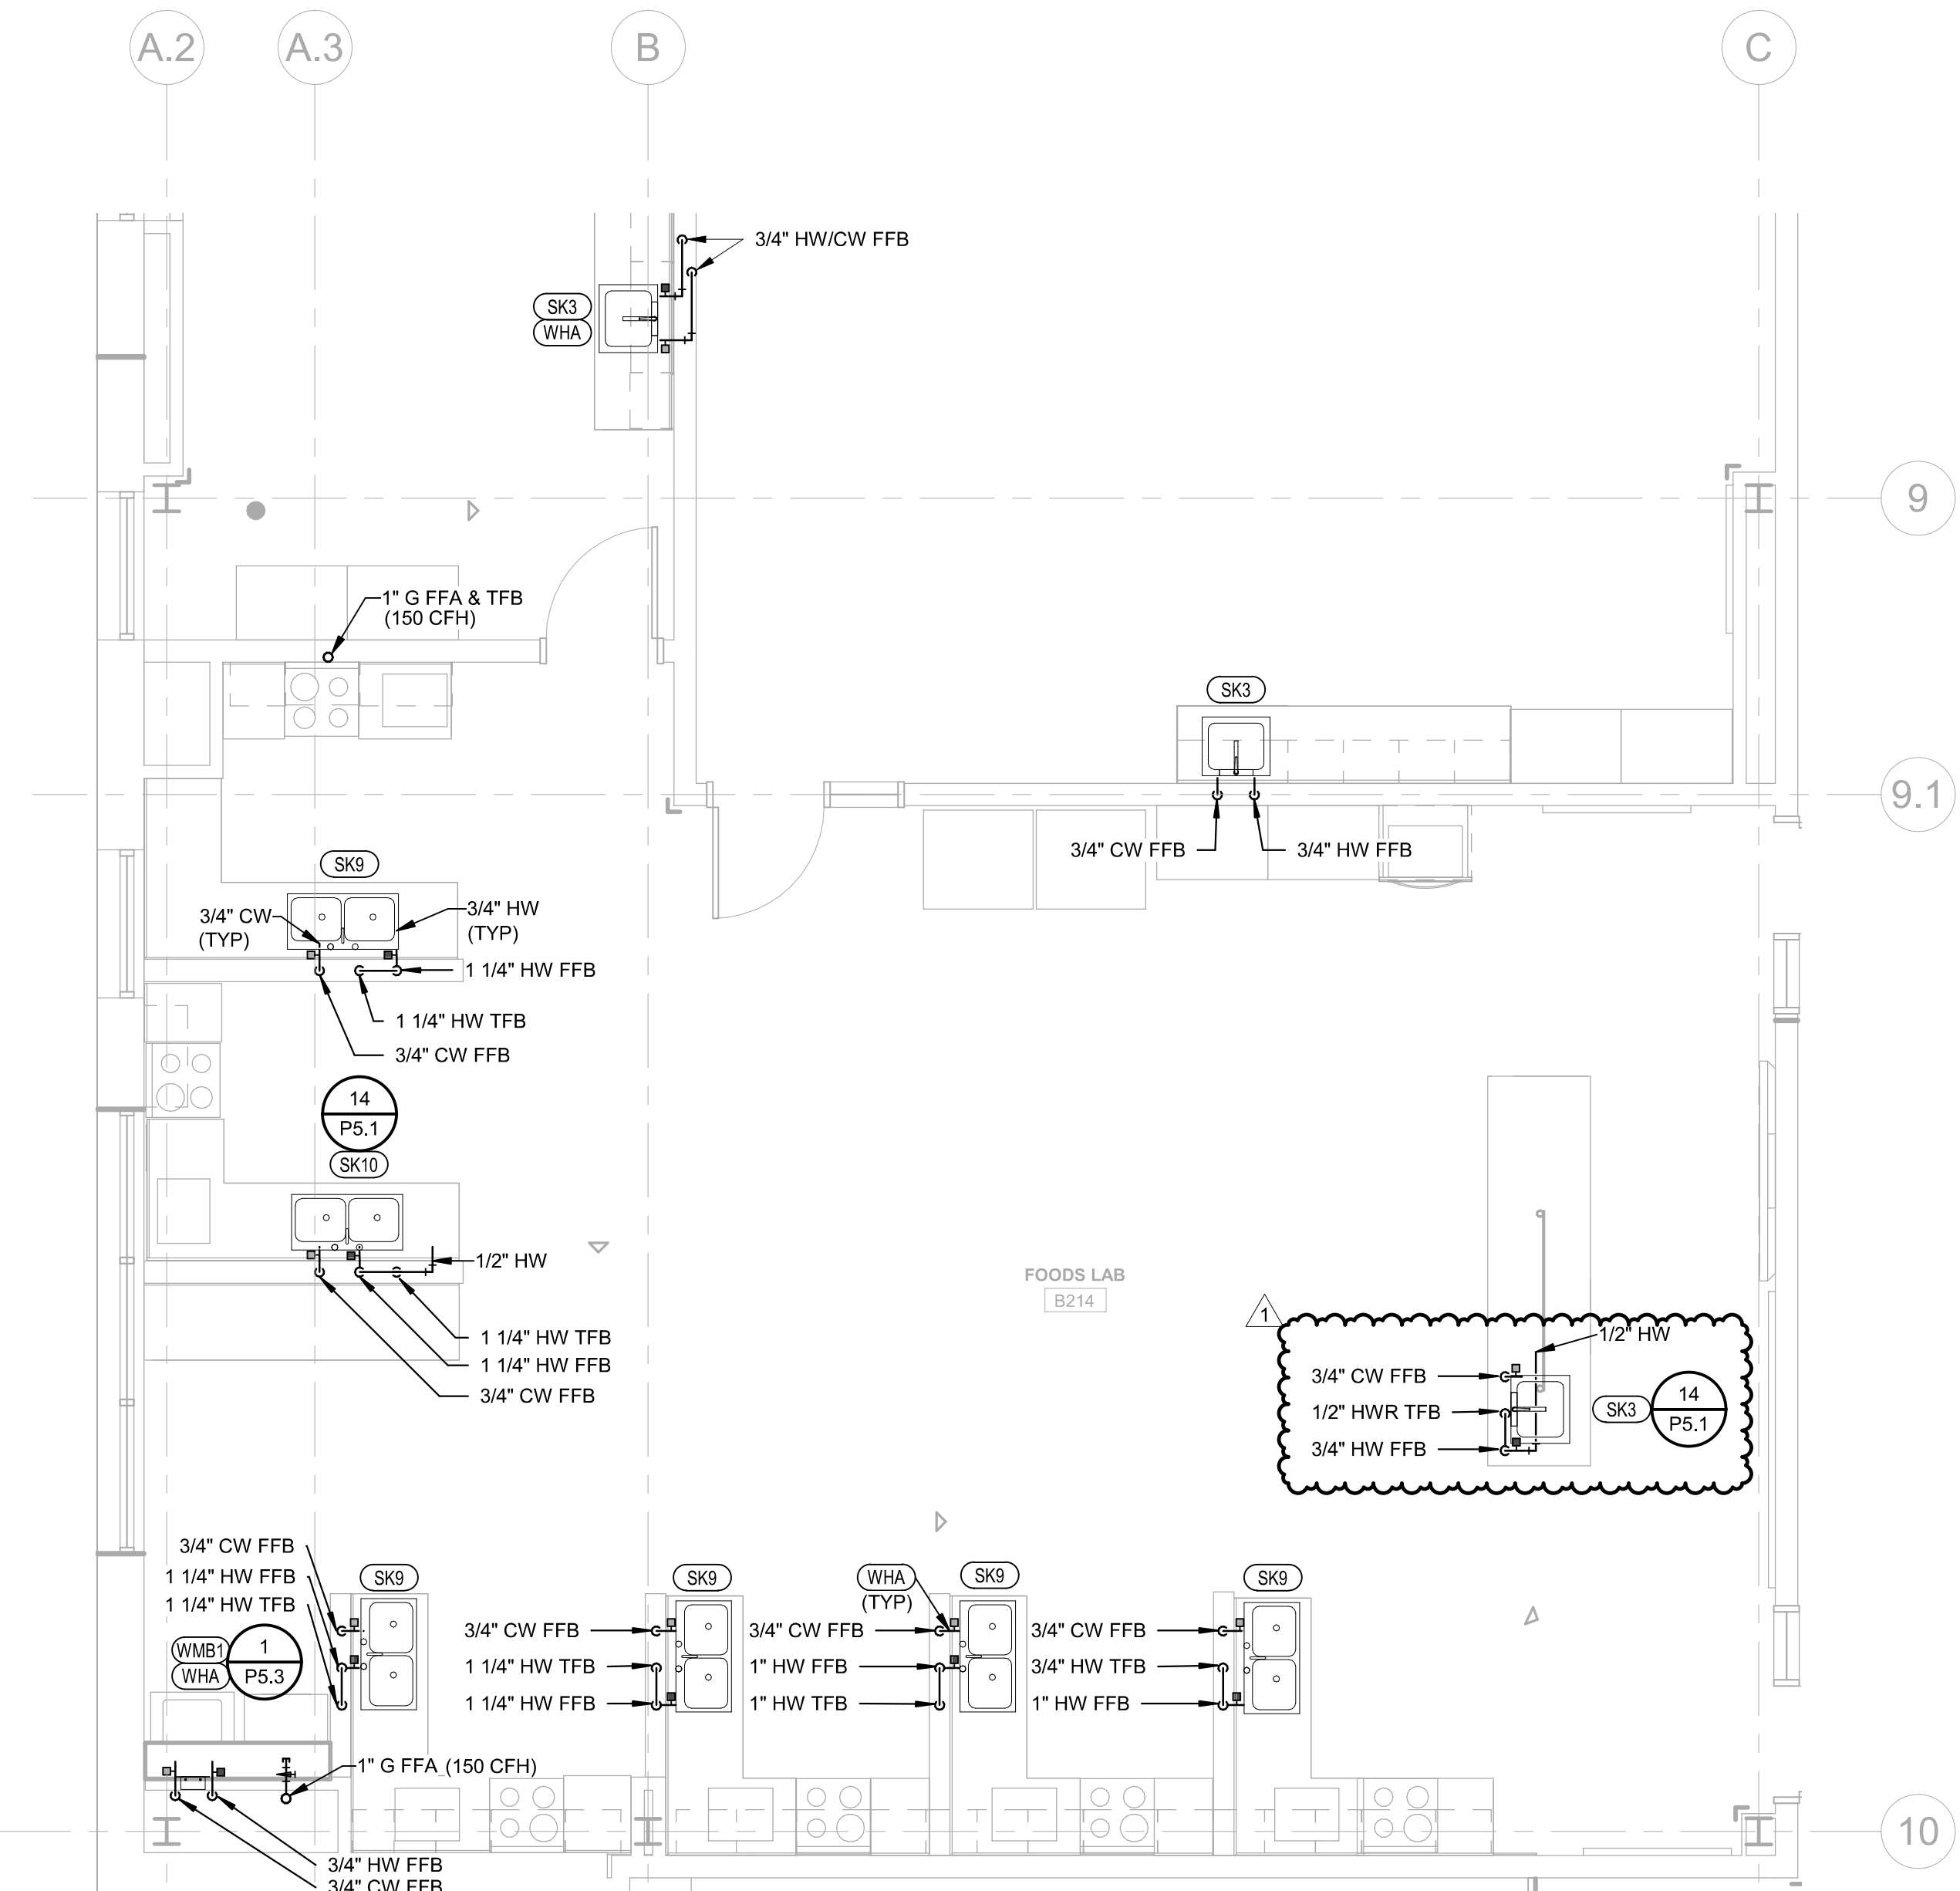 A.2
A.3
B
C
3/4" HW/CW FFB
SK3
WHA
9
1" G FFA & TFB
(150 CFH)
SK3
9.1
3/4" CW FFB
3/4" HW FFB
SK9
3/4" CW
(TYP)
3/4" HW
(TYP)
1 1/4" HW FFB
1 1/4" HW TFB
3/4" CW FFB
14
P5.1
SK10
1/2" HW
1 1/4" HW TFB
1 1/4" HW FFB
3/4" CW FFB
FOODS LAB
B214
1
1/2" HW
3/4" CW FFB
1/2" HWR TFB
3/4" HW FFB
SK3
14
P5.1
3/4" CW FFB
1 1/4" HW FFB
1 1/4" HW TFB
SK9
WMB1
WHA
1
P5.3
SK9
3/4" CW FFB
1 1/4" HW TFB
1 1/4" HW FFB
WHA
(TYP)
SK9
3/4" CW FFB
1" HW FFB
1" HW TFB
SK9
3/4" CW FFB
3/4" HW TFB
1" HW FFB
1" G FFA (150 CFH)
10
3/4" HW FFB
3/4" CW FFB